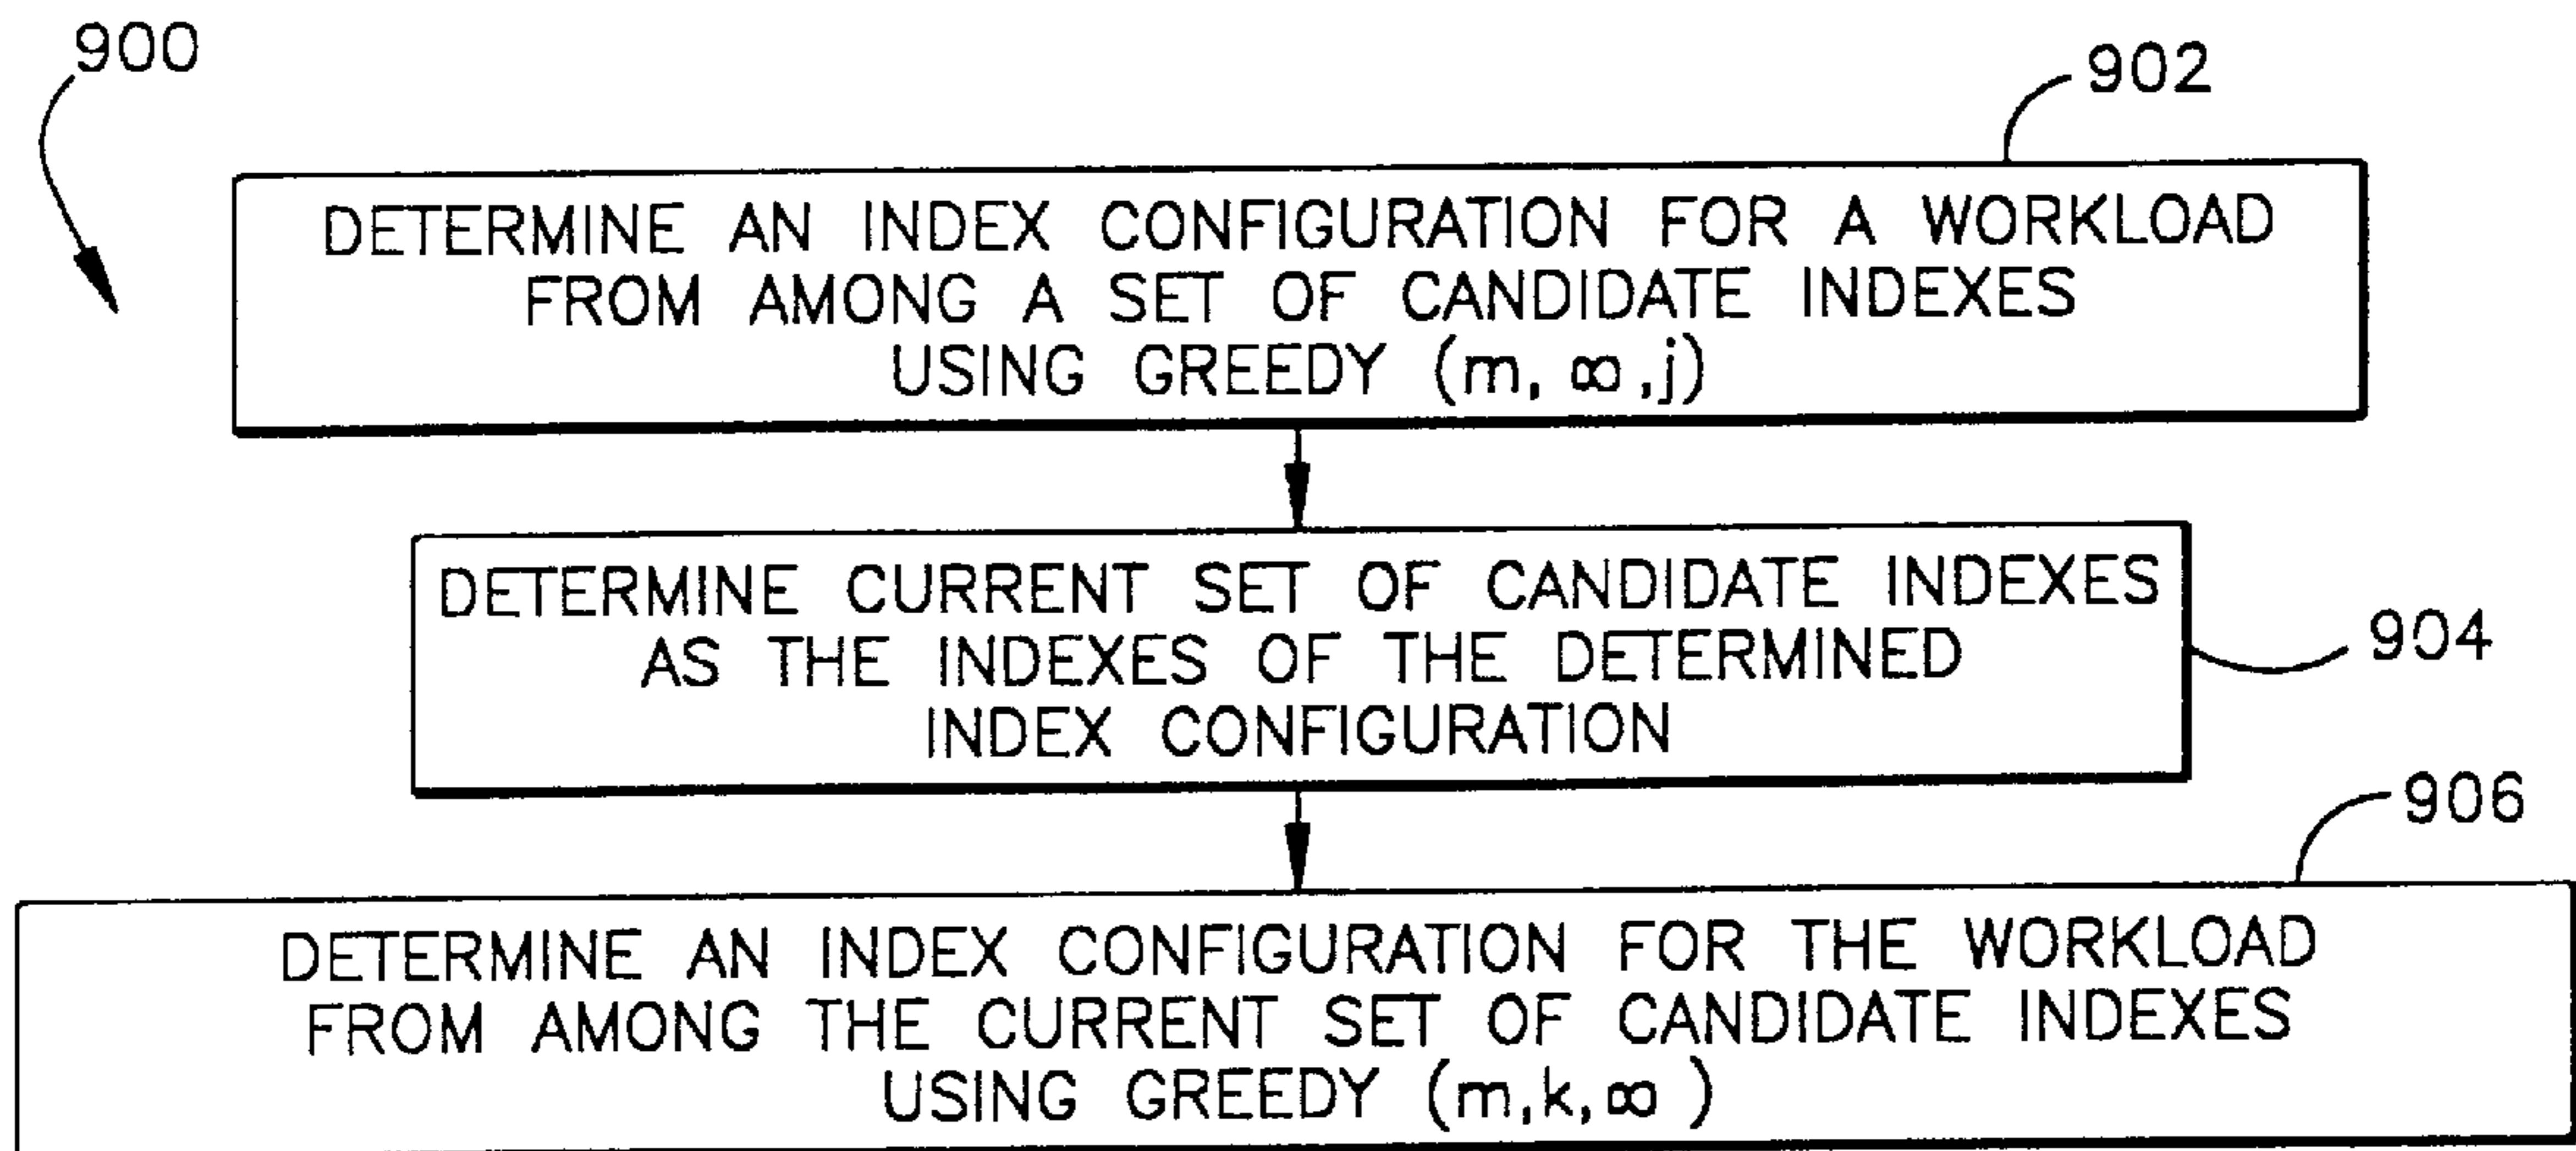 900
902
DETERMINE AN INDEX CONFIGURATION FOR A WORKLOAD
FROM AMONG A SET OF CANDIDATE INDEXES
USING GREEDY (m, ∞,j)
DETERMINE CURRENT SET OF CANDIDATE INDEXES
AS THE INDEXES OF THE DETERMINED
INDEX CONFIGURATION
904
906
DETERMINE AN INDEX CONFIGURATION FOR THE WORKLOAD
FROM AMONG THE CURRENT SET OF CANDIDATE INDEXES
USING GREEDY (m,k,∞ )